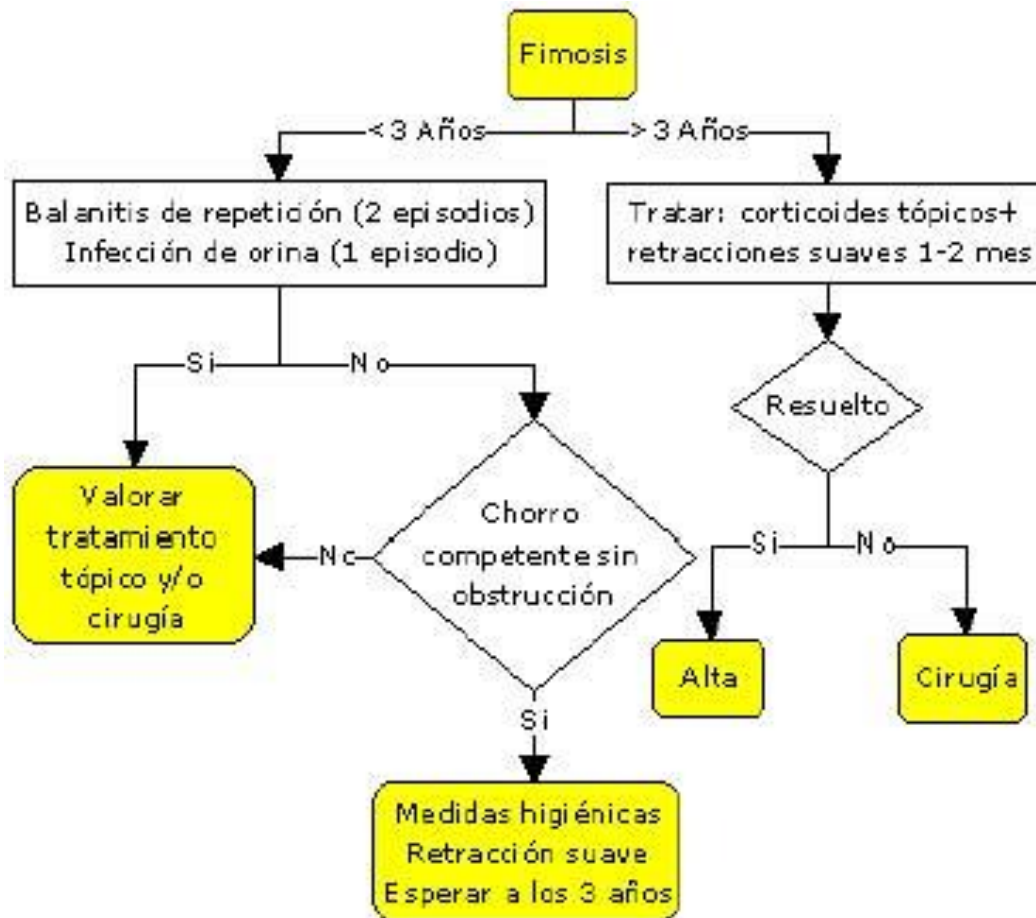 Fimosis
< 3 Años
> 3 Años
Balanitis de repetición (2 episodios)
Infección de orina (1 episodio)
Tratar: corticoides tópicos+
retracciones suaves 1-2 mes
Si
No
Resuelto
Valorar
tratamiento
tópico y/o
cirugía
No
Chorro
competente sin
obstrucción
Si
No
Alta
Cirugía
Si
Medidas higiénicas
Retracción suave
Esperar a los 3 años